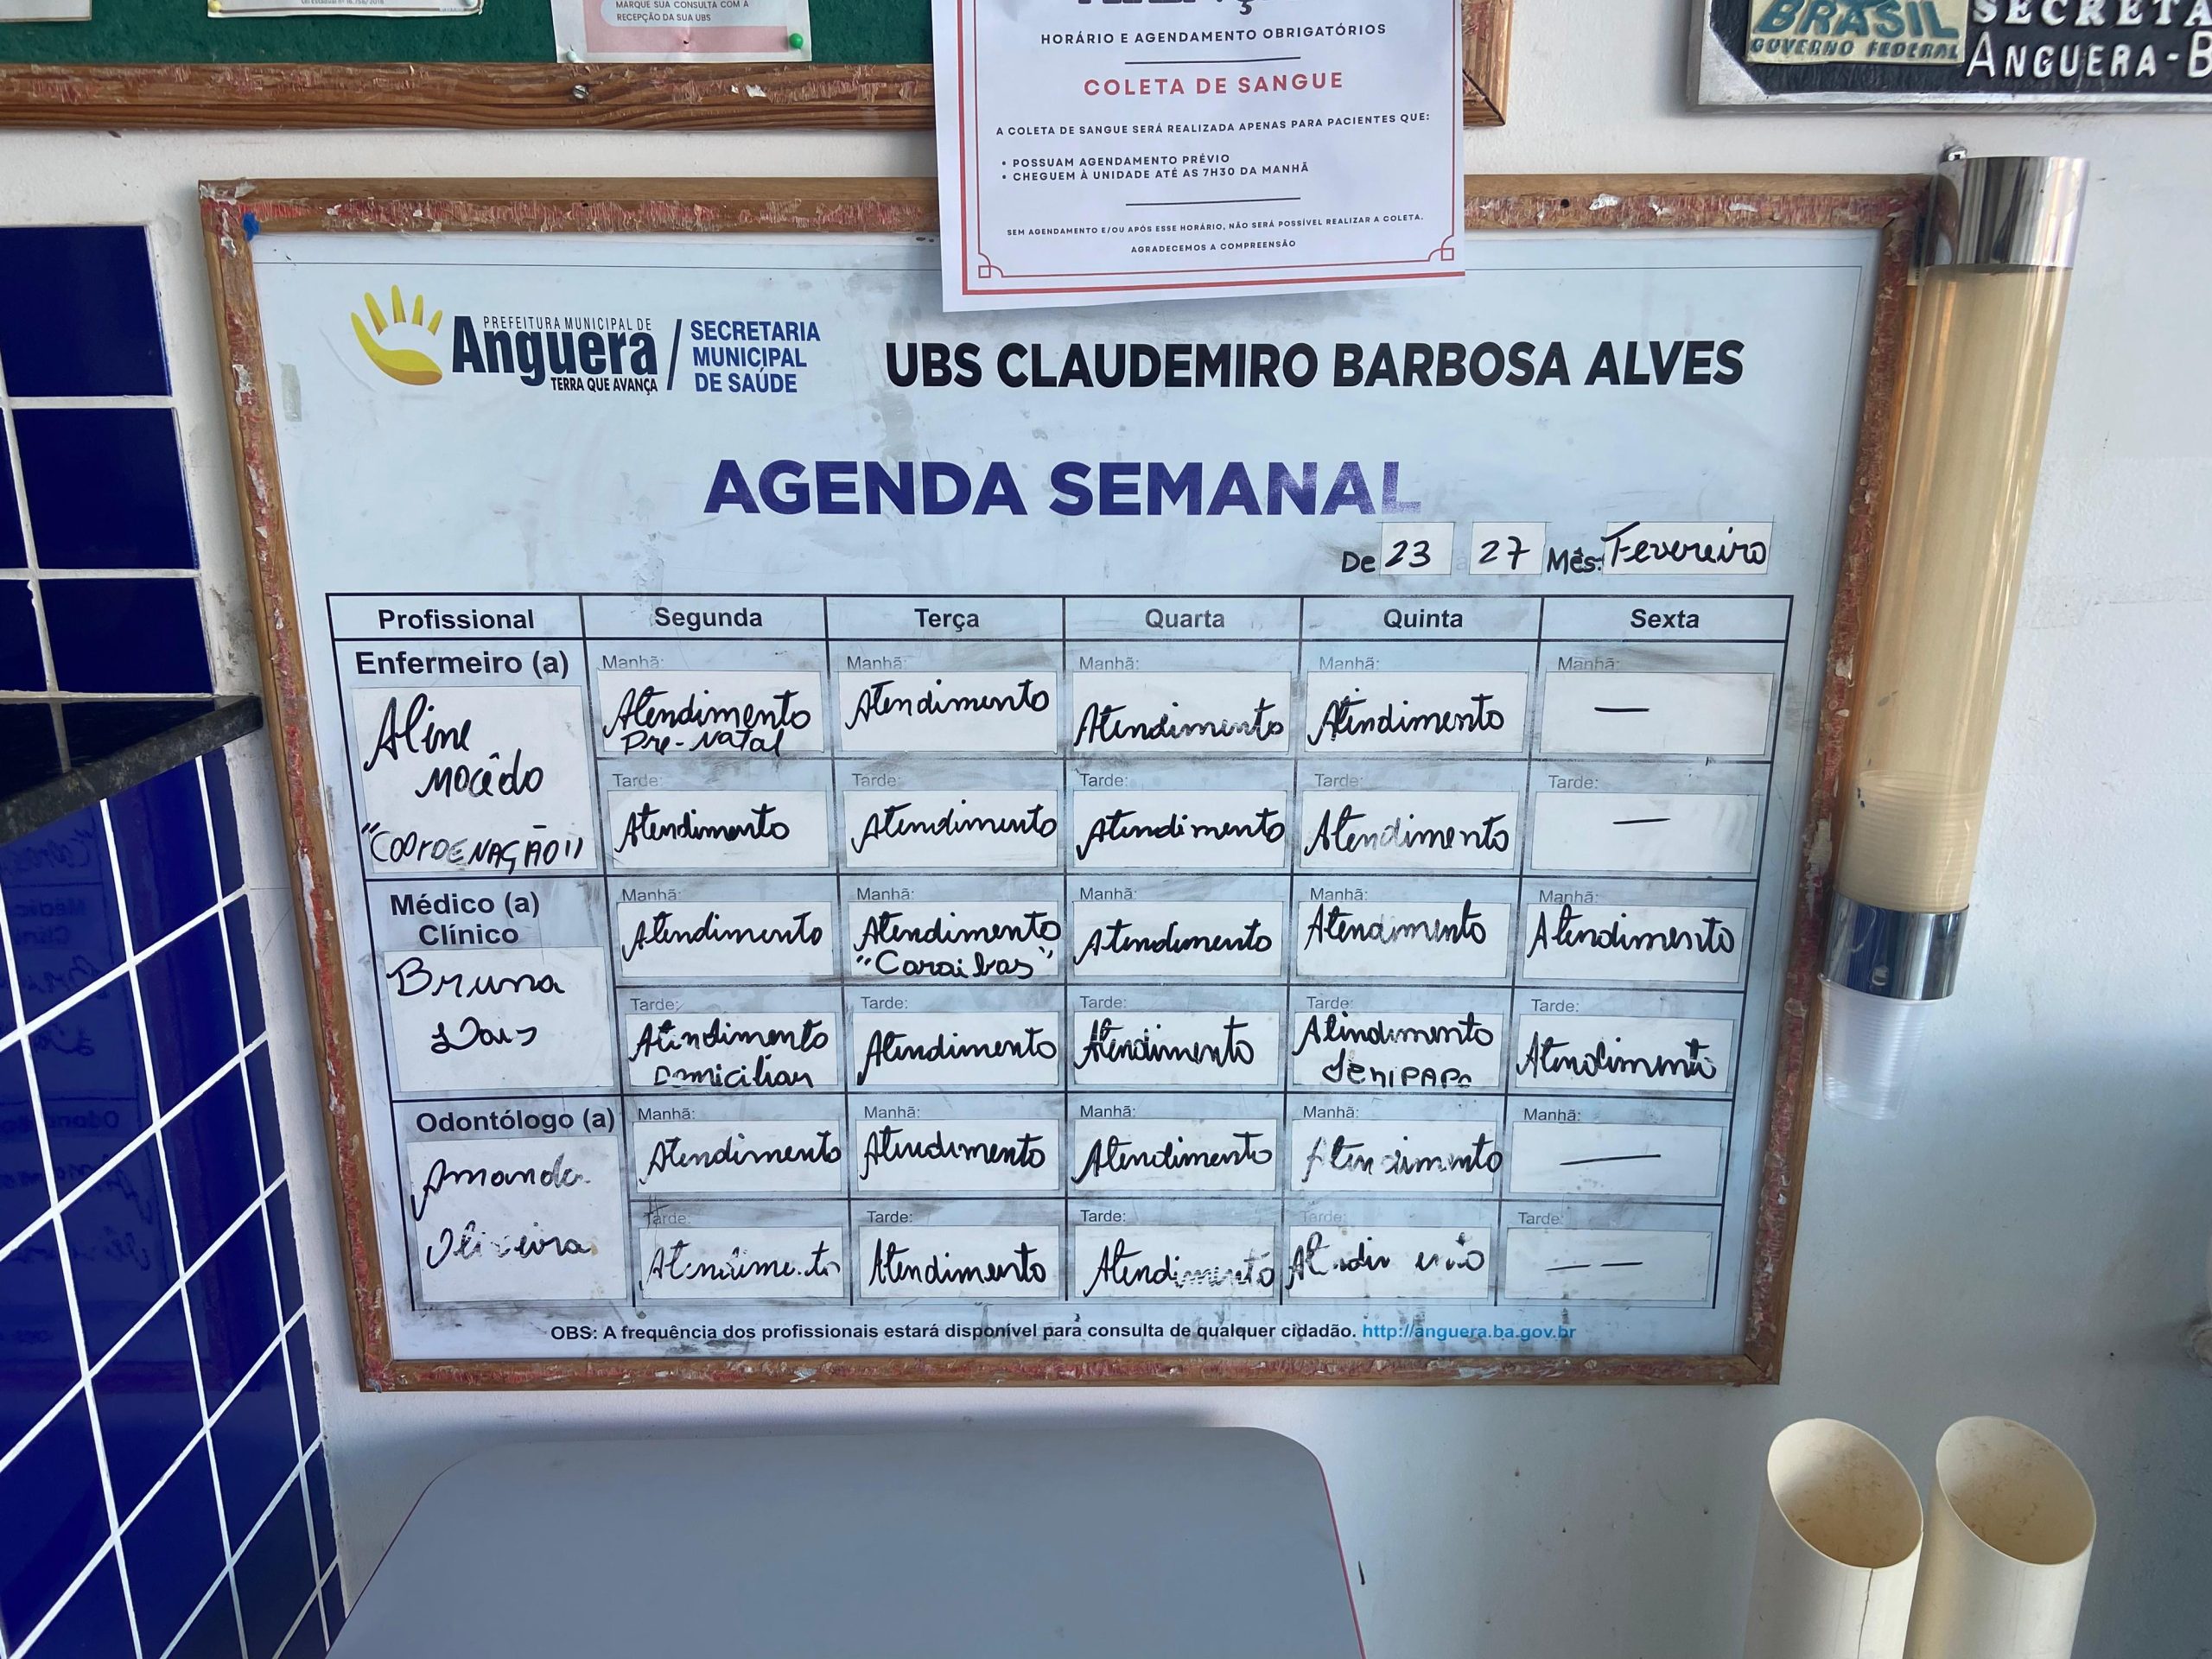 MARQUE SUA CONSULTA COM A
RECEPÇÃO DA SUA UBS
HORÁRIO E AGENDAMENTO OBRIGATÓRIOS
COLETA DE SANGUE
A COLETA DE SANGUE SERÁ REALIZADA APENAS PARA PACIENTES QUE:
• POSSUAM AGENDAMENTO PRÉVIO
• CHEGUEM À UNIDADE ATÉ AS 7H30 DA MANHÃ
SEM AGENDAMENTO E/OU APÓS ESSE HORÁRIO, NÃO SERÁ POSSÍVEL REALIZAR A COLETA.
AGRADECEMOS A COMPREENSÃO
BRASIL
GOVERNO FEDERAL
SECRETA
ANGUERA-B
PREFEITURA MUNICIPAL DE
Anguera
TERRA QUE AVANÇA
SECRETARIA
MUNICIPAL
DE SAÚDE
UBS CLAUDEMIRO BARBOSA ALVES
AGENDA SEMANAL
De 23 a 27 Mês: Fevereiro
Profissional Segunda Terça Quarta Quinta Sexta
Enfermeiro (a)
Aline
Macêdo
"COOrDENAÇÃO"
Manhã: Manhã: Manhã: Manhã: Manhã:
Atendimento Atendimento Atendimento Atendimento —
Pré-Natal
Tarde: Tarde: Tarde: Tarde: Tarde:
Atendimento Atendimento Atendimento Atendimento —
Médico (a)
Clínico
Bruna
Manhã: Manhã: Manhã: Manhã: Manhã:
Atendimento Atendimento Atendimento Atendimento Atendimento
"Caraibas"
Tarde: Tarde: Tarde: Tarde: Tarde:
Atendimento Atendimento Atendimento Atendimento Atendimento
Domiciliar JENIPAPO
Odontólogo (a)
Amanda
Oliveira
Manhã: Manhã: Manhã: Manhã: Manhã:
Atendimento Atendimento Atendimento Atendimento —
Tarde: Tarde: Tarde: Tarde: Tarde:
Atendimento Atendimento Atendimento Atendimento — —
OBS: A frequência dos profissionais estará disponível para consulta de qualquer cidadão. http://anguera.ba.gov.br